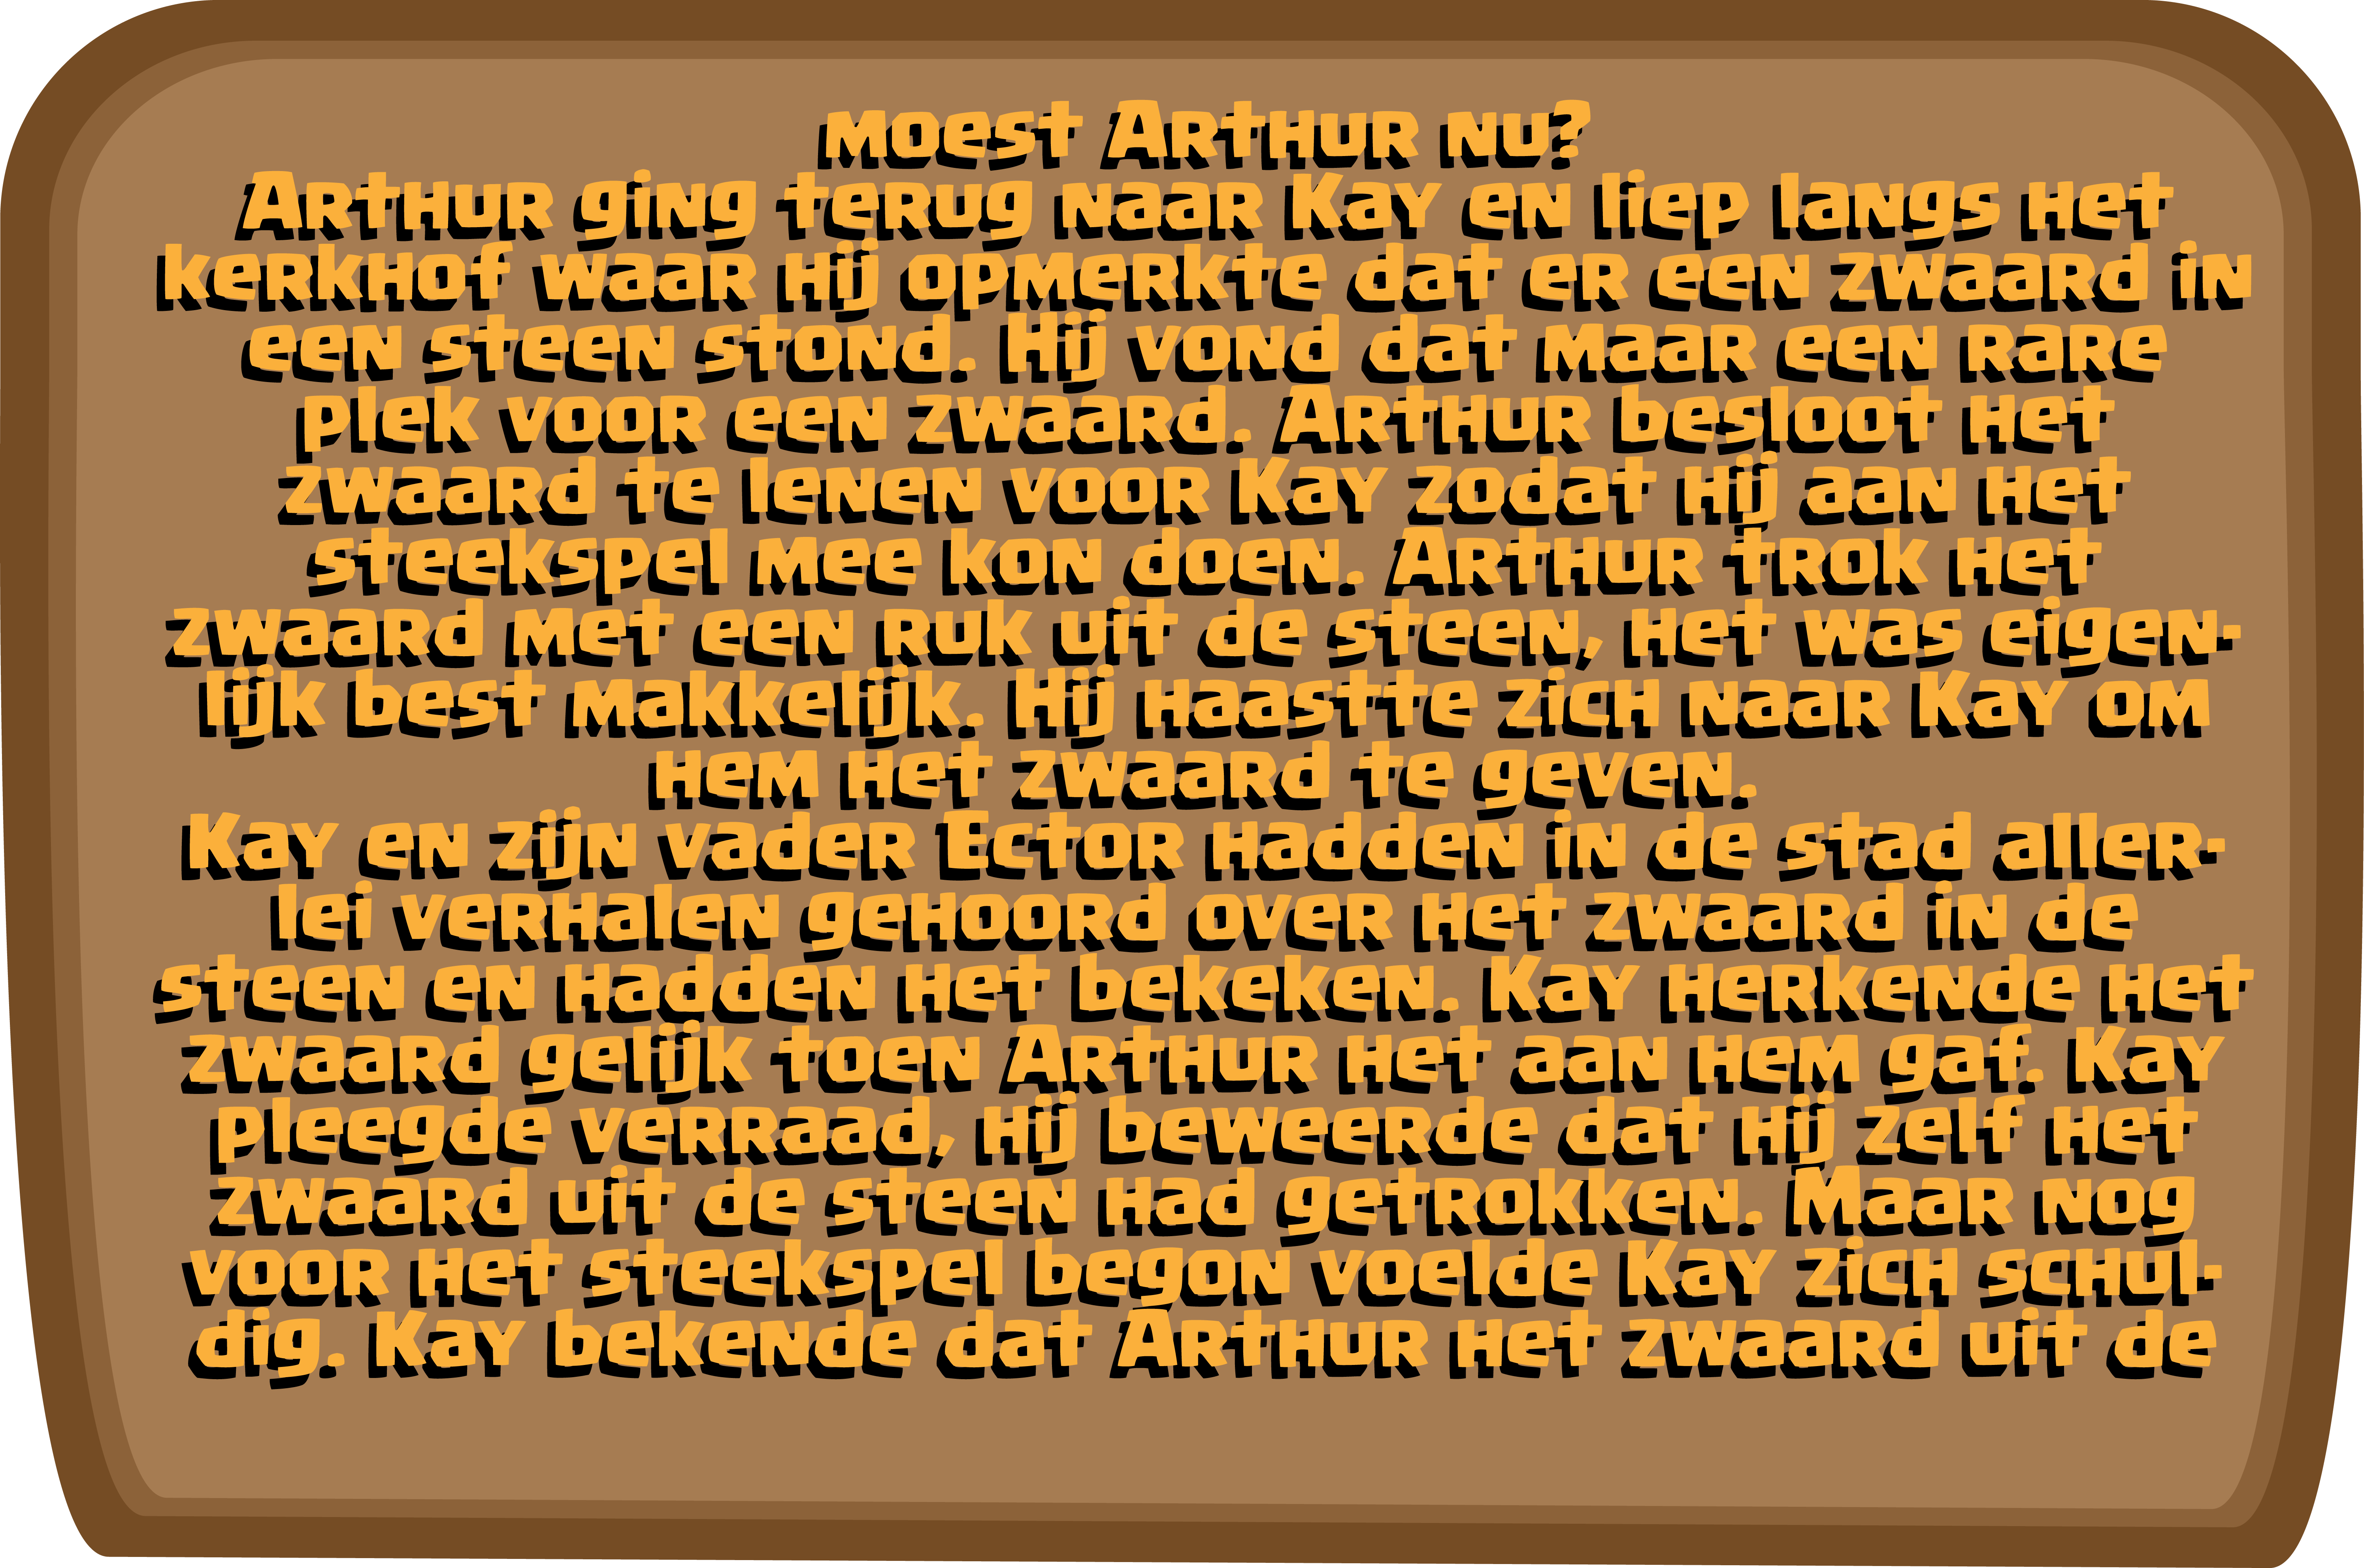 moest Arthur nu?
Arthur ging terug naar Kay en liep langs het
kerkhof waar hij opmerkte dat er een zwaard in
een steen stond. Hij vond dat maar een rare
plek voor een zwaard. Arthur besloot het
zwaard te lenen voor Kay zodat hij aan het
steekspel mee kon doen. Arthur trok het
zwaard met een ruk uit de steen, het was eigen-
lijk best makkelijk. Hij haastte zich naar Kay om
hem het zwaard te geven.
Kay en zijn vader Ector hadden in de stad aller-
lei verhalen gehoord over het zwaard in de
steen en hadden het bekeken. Kay herkende het
zwaard gelijk toen Arthur het aan hem gaf. Kay
pleegde verraad, hij beweerde dat hij zelf het
zwaard uit de steen had getrokken. Maar nog
voor het steekspel begon voelde Kay zich schul-
dig. Kay bekende dat Arthur het zwaard uit de